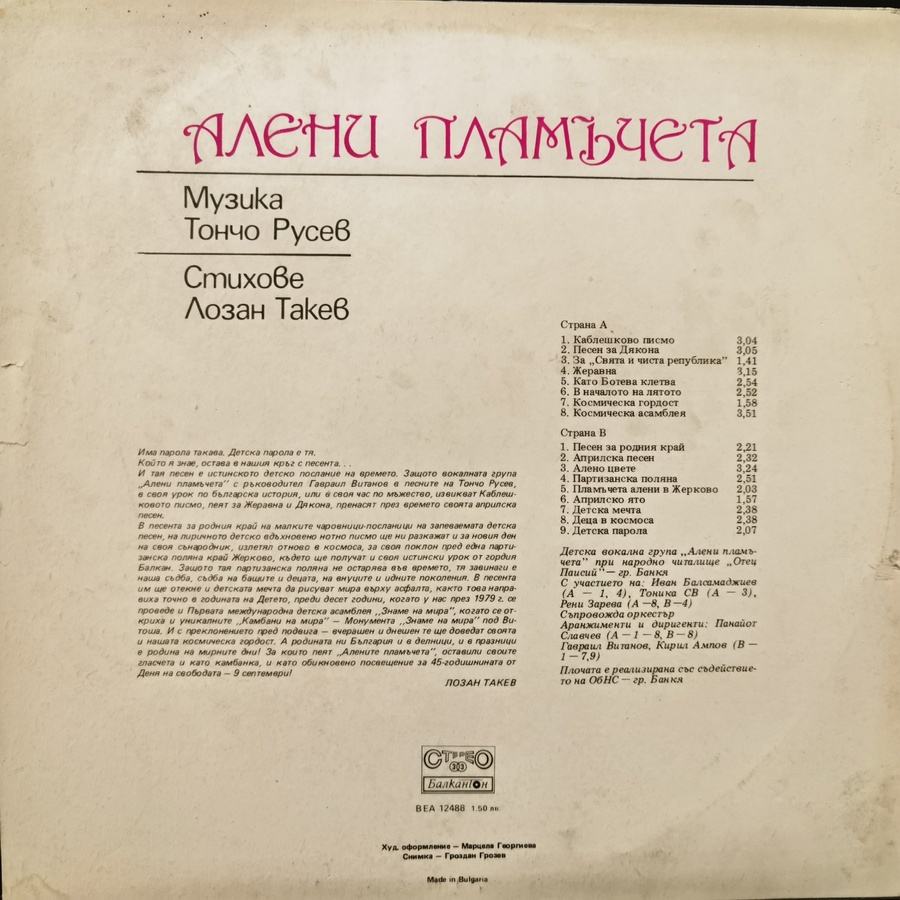 АЛЕНИ ПЛАМЪЧЕТА
Музика
Тончо Русев
Стихове
Лозан Такев
Страна А
1. Каблешково писмо 3,04
2. Песен за Дякона 3,05
3. За „Свята и чиста република” 1,41
4. Жеравна 3,15
5. Като Ботева клетва 2,54
6. В началото на лятото 2,52
7. Космическа гордост 1,58
8. Космическа асамблея 3,51
Страна В
1. Песен за родния край 2,21
2. Априлска песен 2,32
3. Алено цвете 3,24
4. Партизанска поляна 2,51
5. Пламъчета алени в Жерково 2,03
6. Априлско ято 1,57
7. Детска мечта 2,38
8. Деца в космоса 2,38
9. Детска парола 2,07
Детска вокална група „Алени пламъ-
чета” при народно читалище „Отец
Паисий” — гр. Банкя
С участието на: Иван Балсамаджиев
(А — 1, 4), Тоника СВ (А — 3),
Рени Зарева (А —8, В—4)
Съпровожда оркестър
Аранжименти и диригенти: Панайот
Славчев (А — 1 — 8, В — 8)
Гавраил Витанов, Кирил Ампов (В —
1 — 7,9)
Плочата е реализирана със съдействие-
то на ОбНС — гр. Банкя
Има парола такава. Детска парола е тя.
Който я знае, остава в нашия кръг с песента. . .
И тая песен е истинското детско послание на времето. Защото вокалната група
„Алени пламъчета” с ръководител Гавраил Витанов в песните на Тончо Русев,
в своя урок по българска история, или в своя час по мъжество, извикват Каблеш-
ковото писмо, пеят за Жеравна и Дякона, пренасят през времето своята априлска
песен.
В песента за родния край на малките чаровници-посланици на запеваемата детска
песен, на лиричното детско вдъхновено нотно писмо ще ни разкажат и за новия ден
на своя сънародник, излетял отново в космоса, за своя поклон пред една парти-
занска поляна край Жерково, където ще получат и своя истински урок от гордия
Балкан. Защото тая партизанска поляна не остарява във времето, тя завинаги е
наша съдба, съдба на бащите и децата, на внуците и идните поколения. В песента
им ще отекне и детската мечта да рисуват мира върху асфалта, както това напра-
виха точно в годината на Детето, преди десет години, когато у нас през 1979 г. се
проведе и Първата международна детска асамблея „Знаме на мира”, когато се от-
криха и уникалните „Камбани на мира” — Монумента „Знаме на мира” под Ви-
тоша. И с преклонението пред подвига — вчерашен и днешен те ще доведат своята
и нашата космическа гордост. А родината ни България и в делници, и в празници
е родина на мирните дни! За които пеят „Алените пламъчета”, оставили своите
гласчета и като камбанка, и като обикновено посвещение за 45-годишнината от
Деня на свободата — 9 септември!
ЛОЗАН ТАКЕВ
СТЕРЕО
33
Балкантон
ВЕА 12488 1.50 лв.
Худ. оформление — Марцела Георгиева
Снимка — Гроздан Грозев
Made in Bulgaria